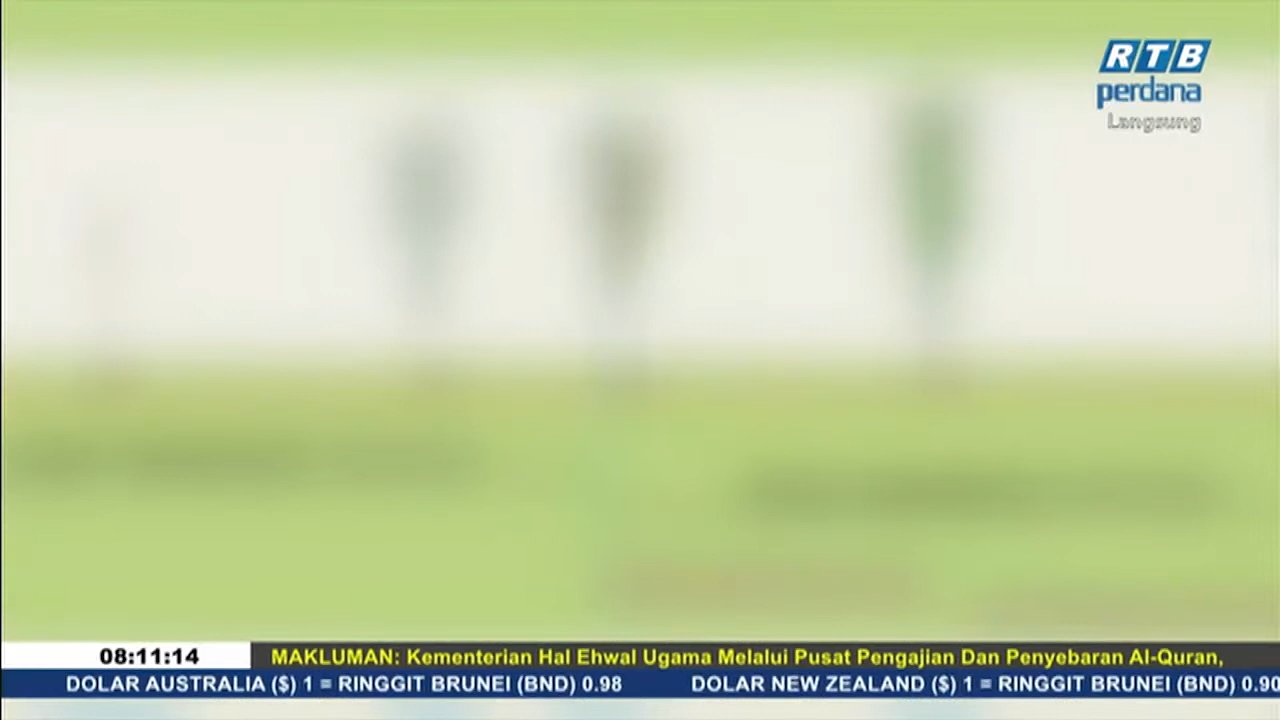 RTB
perdana
Langsung
08:11:14
MAKLUMAN: Kementerian Hal Ehwal Ugama Melalui Pusat Pengajian Dan Penyebaran Al-Quran,
DOLAR AUSTRALIA ($) 1 = RINGGIT BRUNEI (BND) 0.98
DOLAR NEW ZEALAND ($) 1 = RINGGIT BRUNEI (BND) 0.90